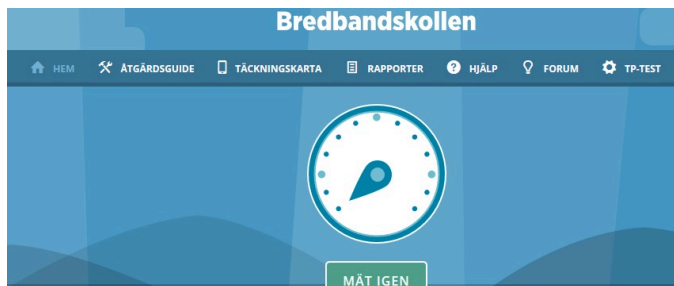 Bredbandskollen
HEM ÅTGÄRDSGUIDE TÄCKNINGSKARTA RAPPORTER HJÄLP FORUM TP-TEST
MÄT IGEN